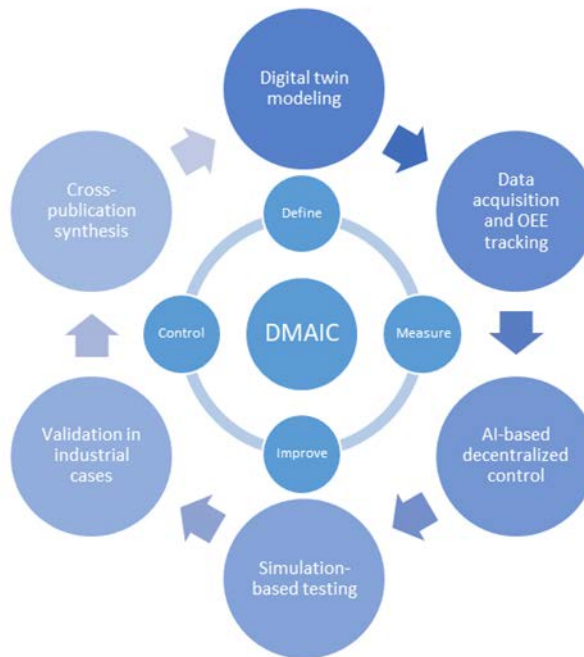 Digital twin
modeling
Data
acquisition
and OEE
tracking
AI-based
decentralized
control
Simulation-
based testing
Validation in
industrial
cases
Cross-
publication
synthesis
Define
Measure
Improve
Control
DMAIC